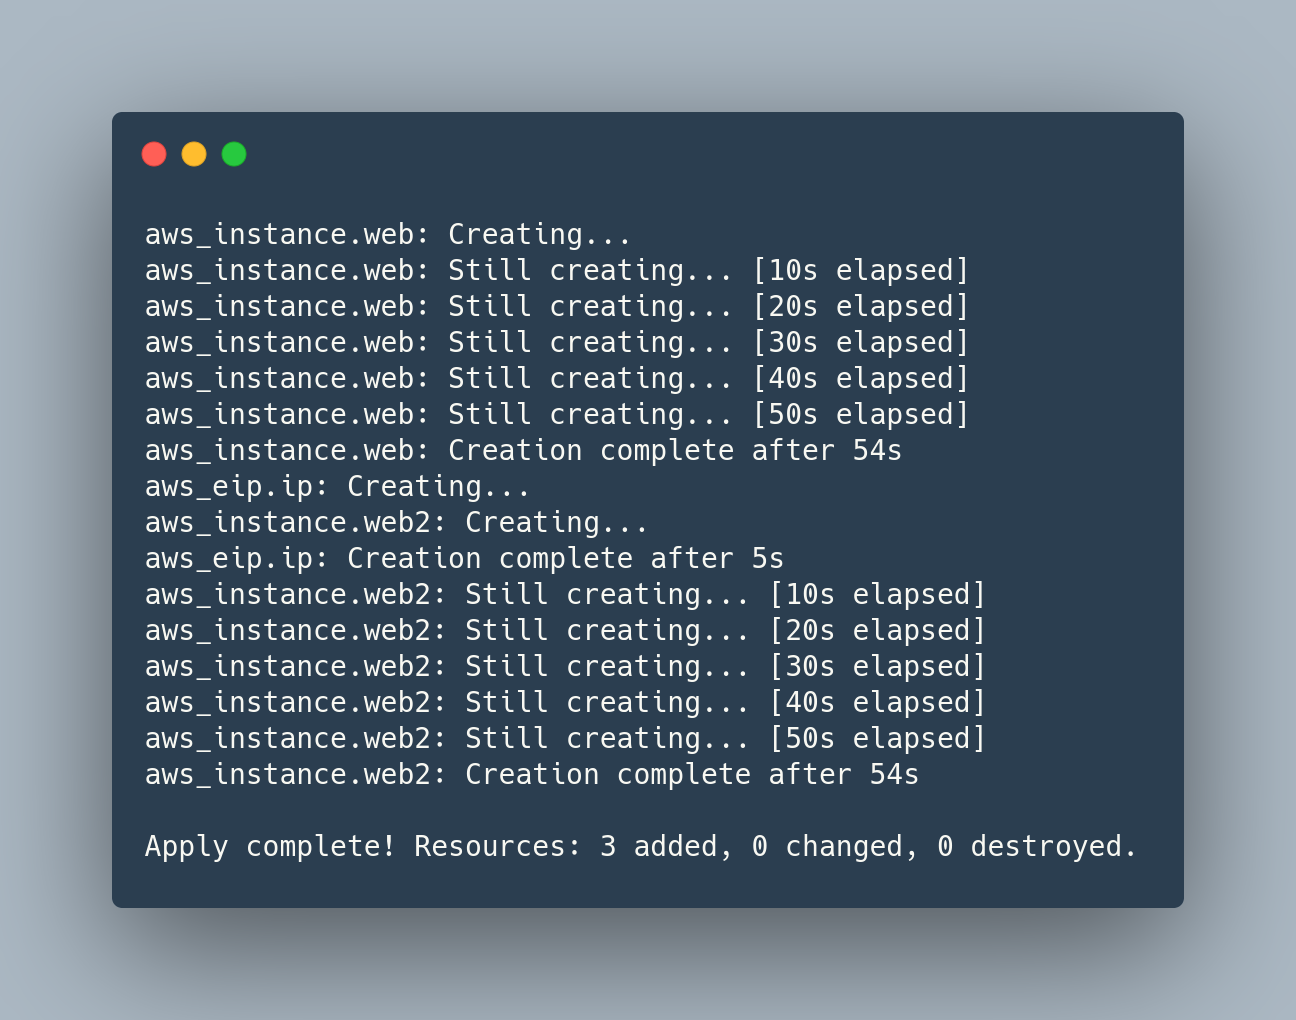 aws_instance.web: Creating...
aws_instance.web: Still creating... [10s elapsed]
aws_instance.web: Still creating... [20s elapsed]
aws_instance.web: Still creating... [30s elapsed]
aws_instance.web: Still creating... [40s elapsed]
aws_instance.web: Still creating... [50s elapsed]
aws_instance.web: Creation complete after 54s
aws_eip.ip: Creating...
aws_instance.web2: Creating...
aws_eip.ip: Creation complete after 5s
aws_instance.web2: Still creating... [10s elapsed]
aws_instance.web2: Still creating... [20s elapsed]
aws_instance.web2: Still creating... [30s elapsed]
aws_instance.web2: Still creating... [40s elapsed]
aws_instance.web2: Still creating... [50s elapsed]
aws_instance.web2: Creation complete after 54s
Apply complete! Resources: 3 added, 0 changed, 0 destroyed.